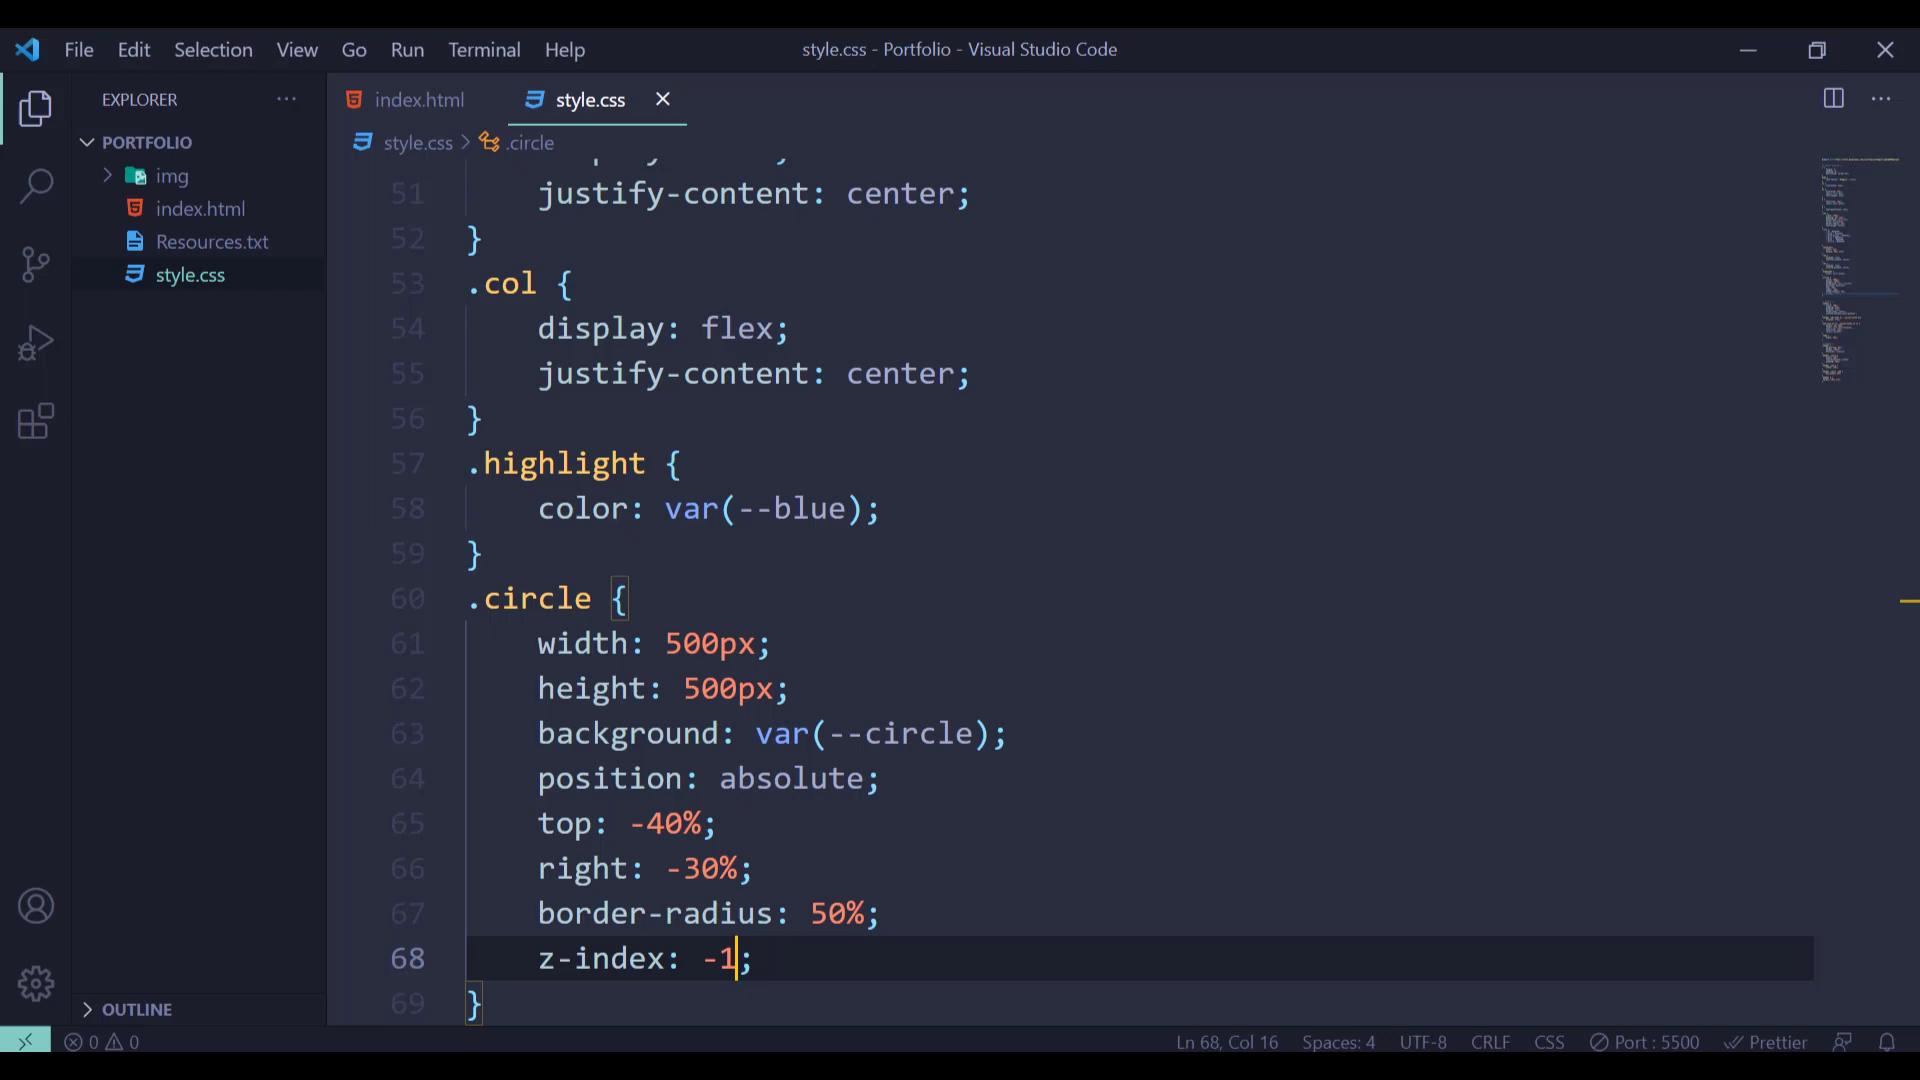 File Edit Selection View Go Run Terminal Help
style.css - Portfolio - Visual Studio Code
EXPLORER
PORTFOLIO
img
index.html
Resources.txt
style.css
OUTLINE
index.html
style.css
style.css > .circle
51 justify-content: center;
52 }
53 .col {
54 display: flex;
55 justify-content: center;
56 }
57 .highlight {
58 color: var(--blue);
59 }
60 .circle {
61 width: 500px;
62 height: 500px;
63 background: var(--circle);
64 position: absolute;
65 top: -40%;
66 right: -30%;
67 border-radius: 50%;
68 z-index: -1;
69 }
0 0 Ln 68, Col 16 Spaces: 4 UTF-8 CRLF CSS Port : 5500 Prettier